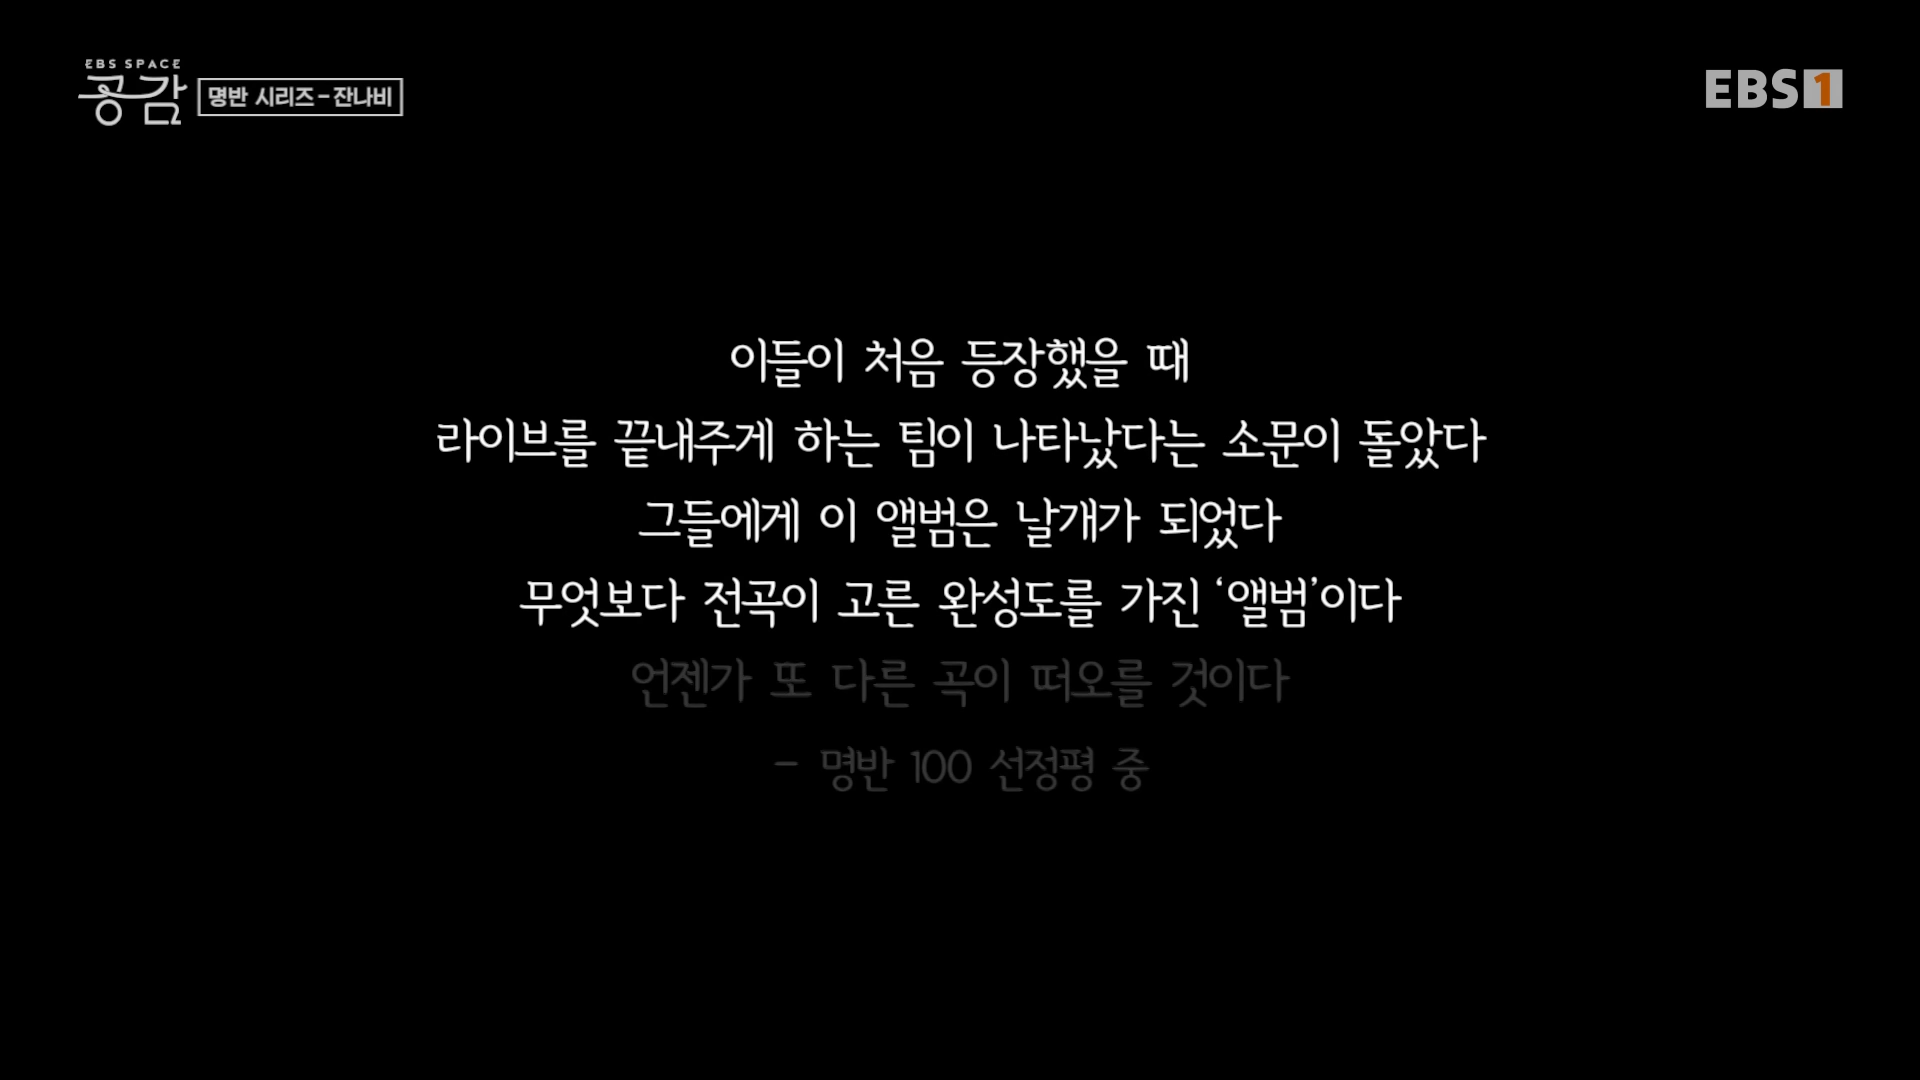 EBS SPACE
공감 명반 시리즈 - 잔나비
EBS1
이들이 처음 등장했을 때
라이브를 끝내주게 하는 팀이 나타났다는 소문이 돌았다
그들에게 이 앨범은 날개가 되었다
무엇보다 전곡이 고른 완성도를 가진 ‘앨범’이다
언젠가 또 다른 곡이 떠오를 것이다
- 명반 100 선정평 중